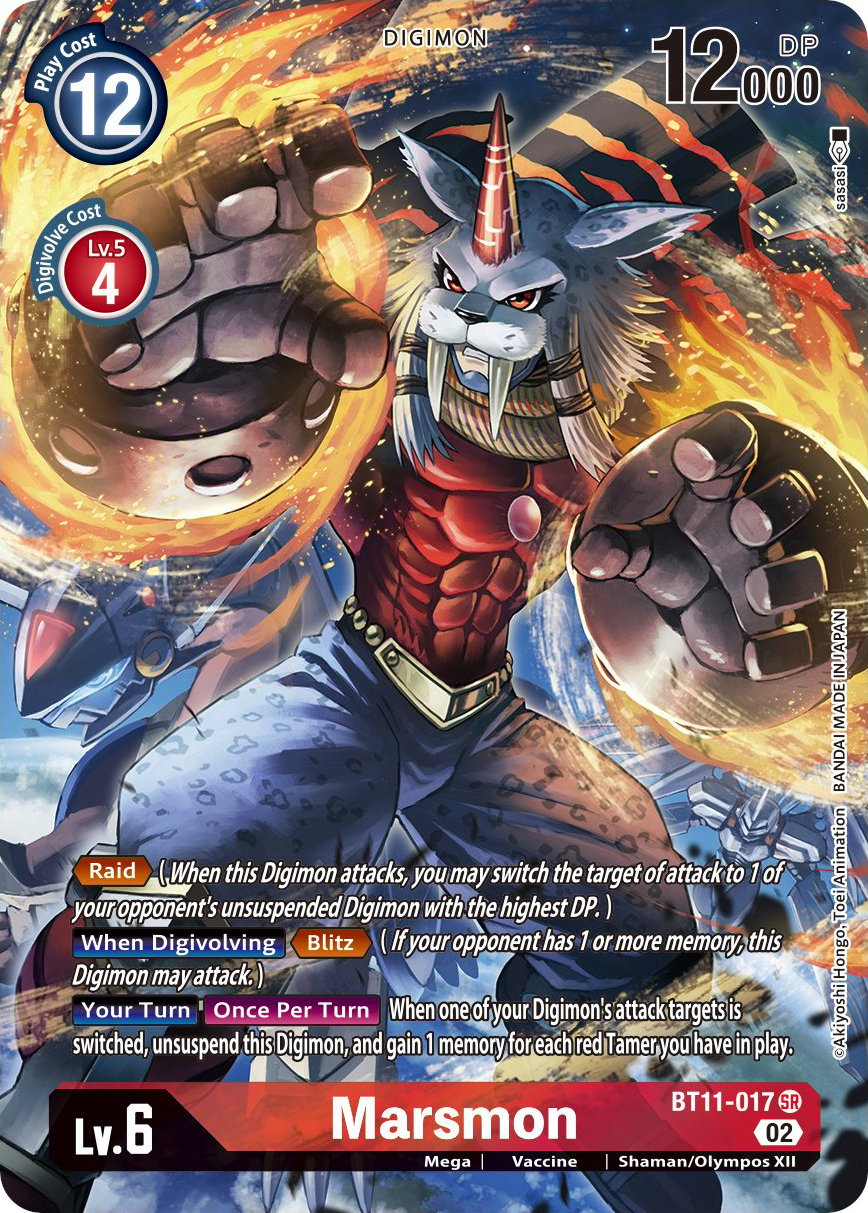 DIGIMON
Play Cost
12
12000
DP
Digivolve Cost
Lv.5
4
sasasi
Raid (When this Digimon attacks, you may switch the target of attack to 1 of
your opponent's unsuspended Digimon with the highest DP.)
When Digivolving Blitz (If your opponent has 1 or more memory, this
Digimon may attack.)
Your Turn Once Per Turn When one of your Digimon's attack targets is
switched, unsuspend this Digimon, and gain 1 memory for each red Tamer you have in play.
©Akiyoshi Hongo, Toei Animation BANDAI MADE IN JAPAN
Lv.6
Marsmon
BT11-017 SR
02
Mega | Vaccine | Shaman/Olympos XII